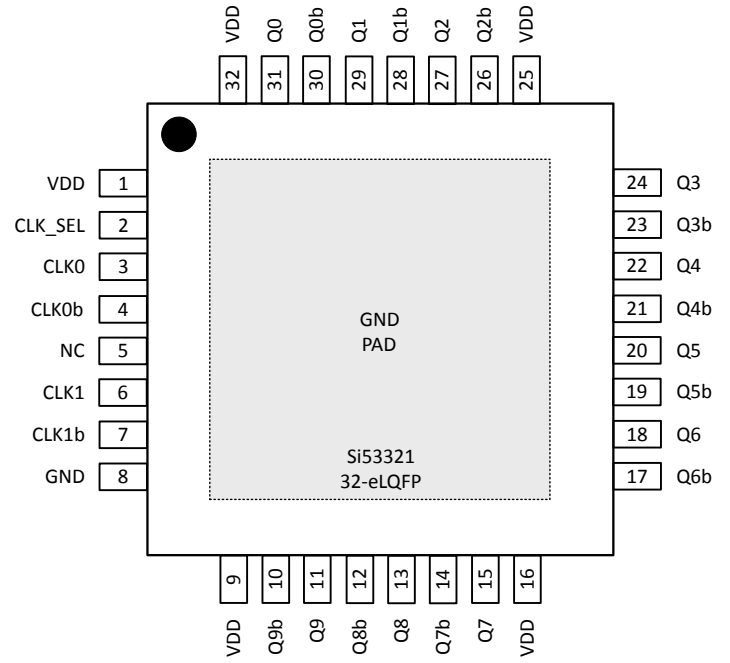 VDD Q0 Q0b Q1 Q1b Q2 Q2b VDD
32 31 30 29 28 27 26 25
VDD 1
CLK_SEL 2
CLK0 3
CLK0b 4
NC 5
CLK1 6
CLK1b 7
GND 8
GND
PAD
Si53321
32-eLQFP
24 Q3
23 Q3b
22 Q4
21 Q4b
20 Q5
19 Q5b
18 Q6
17 Q6b
9 10 11 12 13 14 15 16
VDD Q9b Q9 Q8b Q8 Q7b Q7 VDD